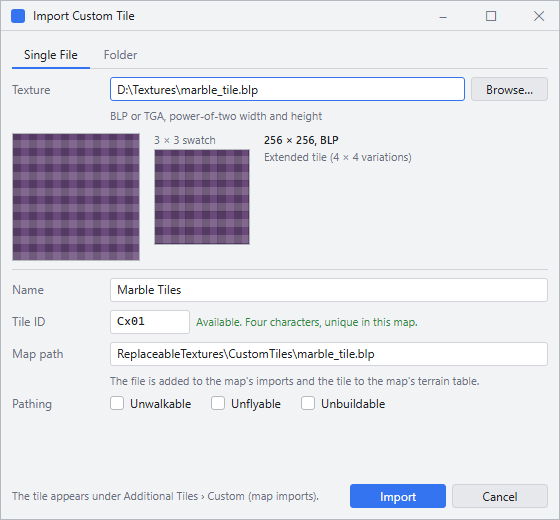 Import Custom Tile
Single File
Folder
Texture
D:\Textures\marble_tile.blp
Browse...
BLP or TGA, power-of-two width and height
3 × 3 swatch
256 × 256, BLP
Extended tile (4 × 4 variations)
Name
Marble Tiles
Tile ID
Cx01
Available. Four characters, unique in this map.
Map path
ReplaceableTextures\CustomTiles\marble_tile.blp
The file is added to the map's imports and the tile to the map's terrain table.
Pathing
Unwalkable
Unflyable
Unbuildable
The tile appears under Additional Tiles › Custom (map imports).
Import
Cancel